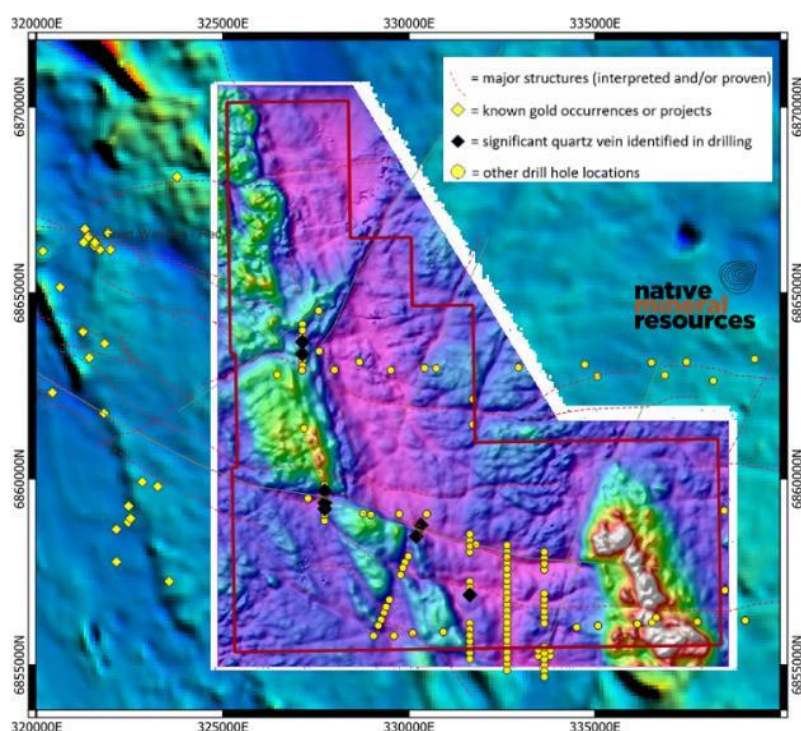 320000E 325000E 330000E 335000E
6870000N
6865000N
6860000N
6855000N
= major structures (interpreted and/or proven)
= known gold occurrences or projects
= significant quartz vein identified in drilling
= other drill hole locations
native
mineral
resources
6870000N
6865000N
6860000N
6855000N
320000E 325000E 330000E 335000E